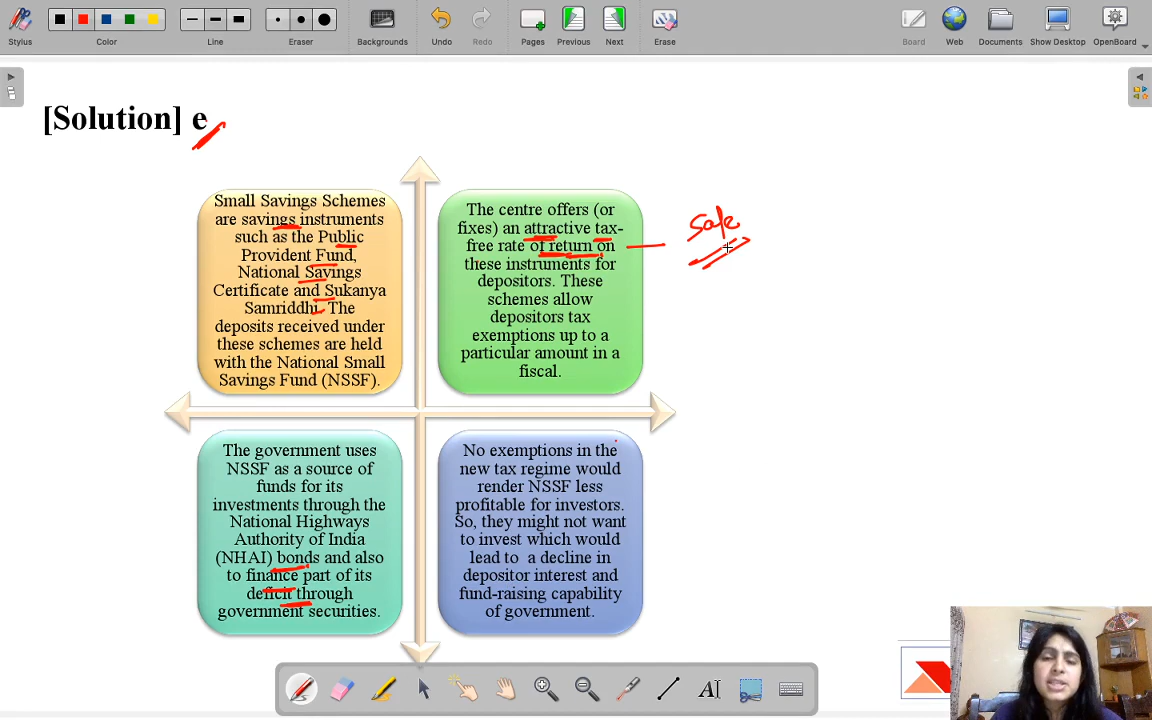 Stylus Color Line Eraser Backgrounds Undo Redo Pages Previous Next Erase Board Web Documents Show Desktop OpenBoard
[Solution] e
Small Savings Schemes
are savings instruments
such as the Public
Provident Fund,
National Savings
Certificate and Sukanya
Samriddhi. The
deposits received under
these schemes are held
with the National Small
Savings Fund (NSSF).
The centre offers (or
fixes) an attractive tax-
free rate of return on
these instruments for
depositors. These
schemes allow
depositors tax
exemptions up to a
particular amount in a
fiscal.
Safe
The government uses
NSSF as a source of
funds for its
investments through the
National Highways
Authority of India
(NHAI) bonds and also
to finance part of its
deficit through
government securities.
No exemptions in the
new tax regime would
render NSSF less
profitable for investors.
So, they might not want
to invest which would
lead to a decline in
depositor interest and
fund-raising capability
of government.
AI